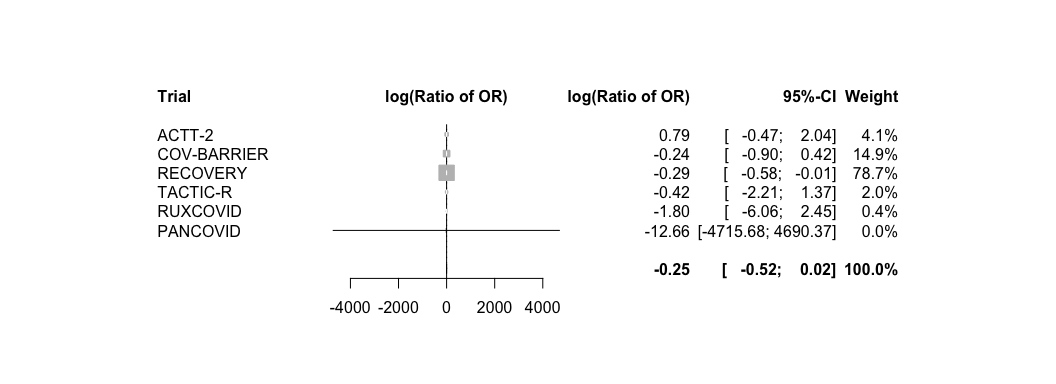 Trial log(Ratio of OR) log(Ratio of OR) 95%-CI Weight
ACTT-2 0.79 [ -0.47; 2.04] 4.1%
COV-BARRIER -0.24 [ -0.90; 0.42] 14.9%
RECOVERY -0.29 [ -0.58; -0.01] 78.7%
TACTIC-R -0.42 [ -2.21; 1.37] 2.0%
RUXCOVID -1.80 [ -6.06; 2.45] 0.4%
PANCOVID -12.66 [-4715.68; 4690.37] 0.0%
-0.25 [ -0.52; 0.02] 100.0%
-4000 -2000 0 2000 4000